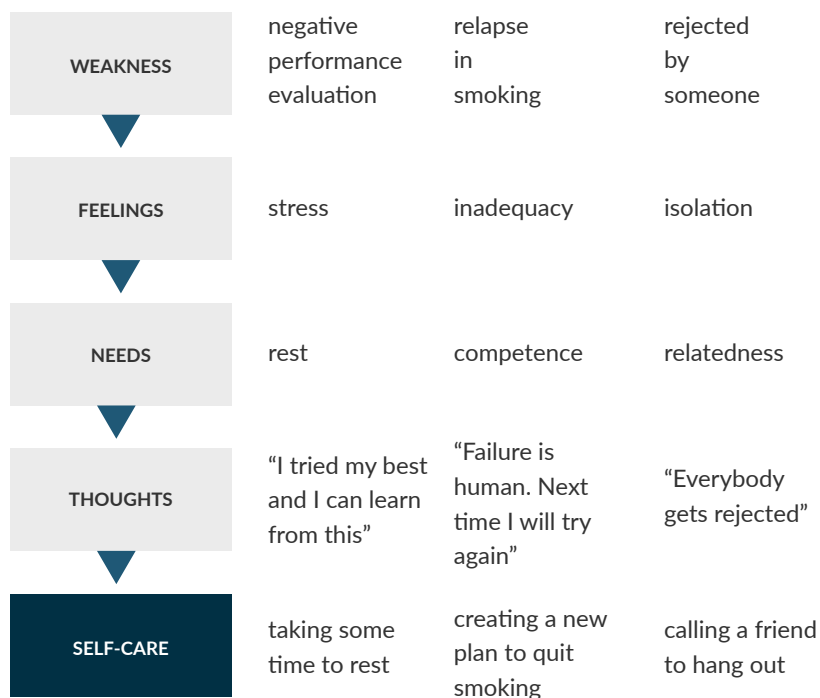 WEAKNESS
negative
performance
evaluation
relapse
in
smoking
rejected
by
someone
FEELINGS
stress
inadequacy
isolation
NEEDS
rest
competence
relatedness
THOUGHTS
“I tried my best
and I can learn
from this”
“Failure is
human. Next
time I will try
again”
“Everybody
gets rejected”
SELF-CARE
taking some
time to rest
creating a new
plan to quit
smoking
calling a friend
to hang out